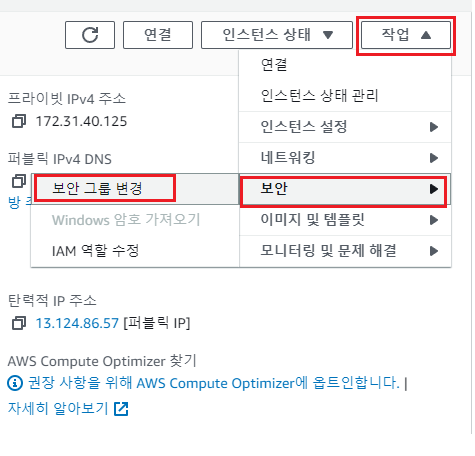 연결
인스턴스 상태 ▼
작업 ▲
연결
인스턴스 상태 관리
프라이빗 IPv4 주소
172.31.40.125
인스턴스 설정 ▶
퍼블릭 IPv4 DNS
네트워킹 ▶
방
보안 그룹 변경
보안 ▶
Windows 암호 가져오기
이미지 및 템플릿 ▶
IAM 역할 수정
모니터링 및 문제 해결 ▶
탄력적 IP 주소
13.124.86.57 [퍼블릭 IP]
AWS Compute Optimizer 찾기
권장 사항을 위해 AWS Compute Optimizer에 옵트인합니다. |
자세히 알아보기